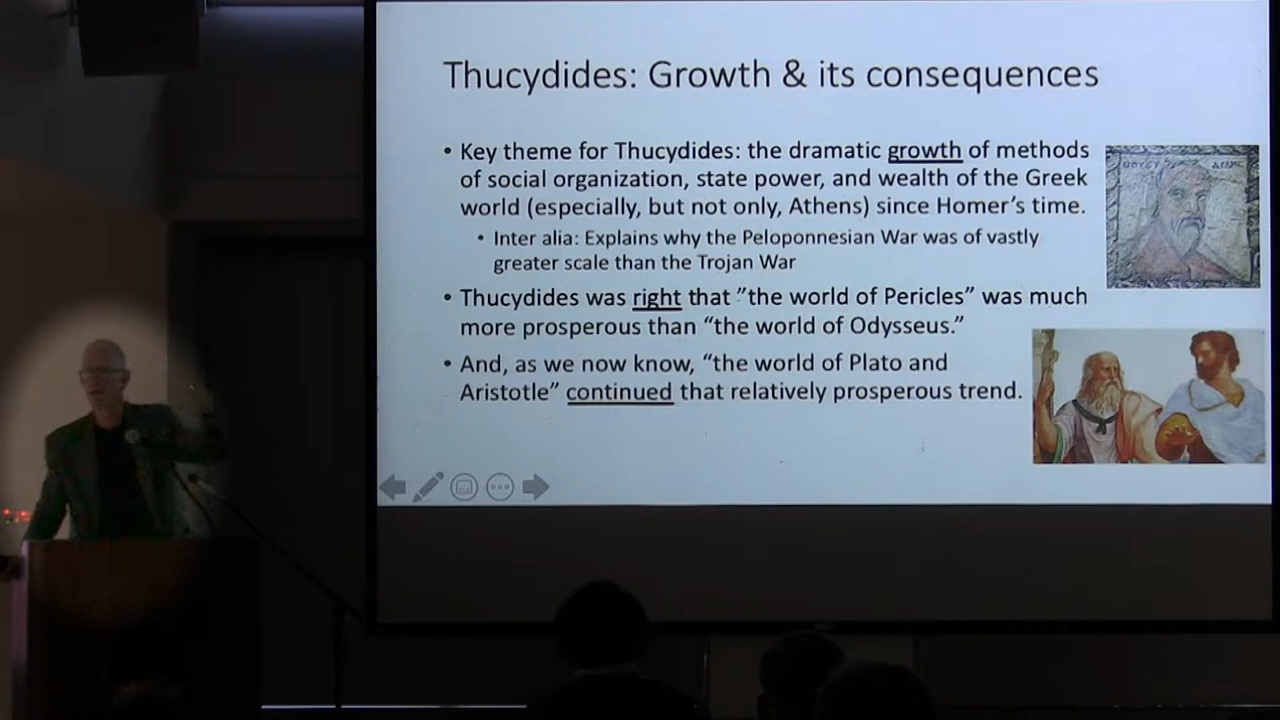 Thucydides: Growth & its consequences
• Key theme for Thucydides: the dramatic growth of methods
of social organization, state power, and wealth of the Greek
world (especially, but not only, Athens) since Homer's time.
• Inter alia: Explains why the Peloponnesian War was of vastly
greater scale than the Trojan War
• Thucydides was right that ”the world of Pericles” was much
more prosperous than “the world of Odysseus.”
• And, as we now know, “the world of Plato and
Aristotle” continued that relatively prosperous trend.